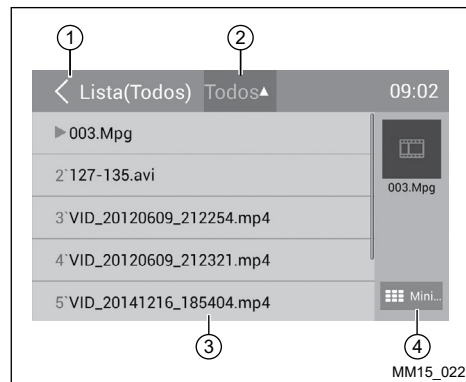 1
2
Lista(Todos) Todos▲ 09:02
003.Mpg
2`127-135.avi
003.Mpg
3`VID_20120609_212254.mp4
4`VID_20120609_212321.mp4
5`VID_20141216_185404.mp4
Mini...
3
4
MM15_022